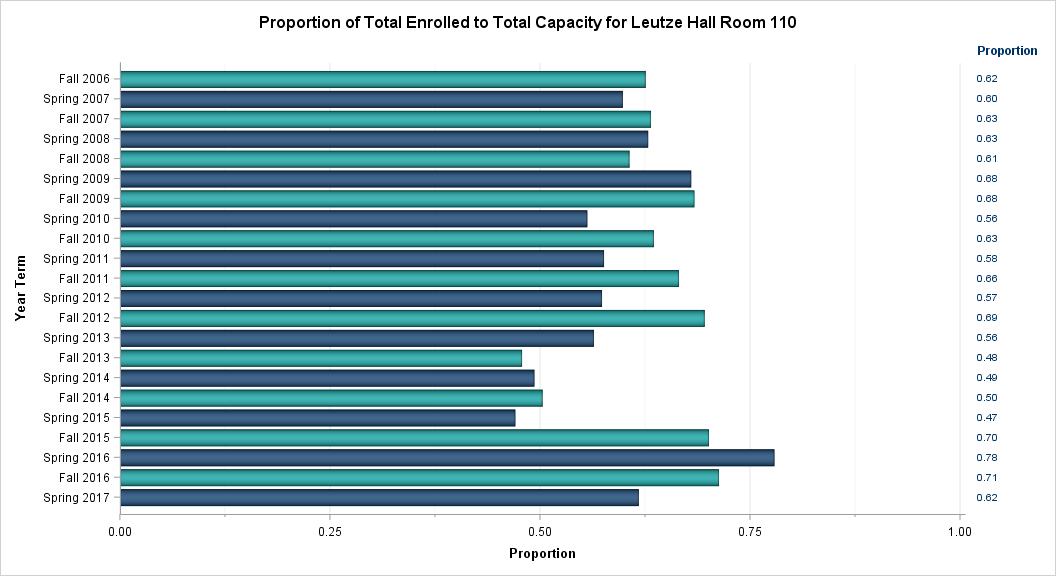 Proportion of Total Enrolled to Total Capacity for Leutze Hall Room 110
Proportion
Fall 2006 0.62
Spring 2007 0.60
Fall 2007 0.63
Spring 2008 0.63
Fall 2008 0.61
Spring 2009 0.68
Fall 2009 0.68
Spring 2010 0.56
Fall 2010 0.63
Spring 2011 0.58
Fall 2011 0.66
Spring 2012 0.57
Fall 2012 0.69
Spring 2013 0.56
Fall 2013 0.48
Spring 2014 0.49
Fall 2014 0.50
Spring 2015 0.47
Fall 2015 0.70
Spring 2016 0.78
Fall 2016 0.71
Spring 2017 0.62
Year Term
0.00 0.25 0.50 0.75 1.00
Proportion